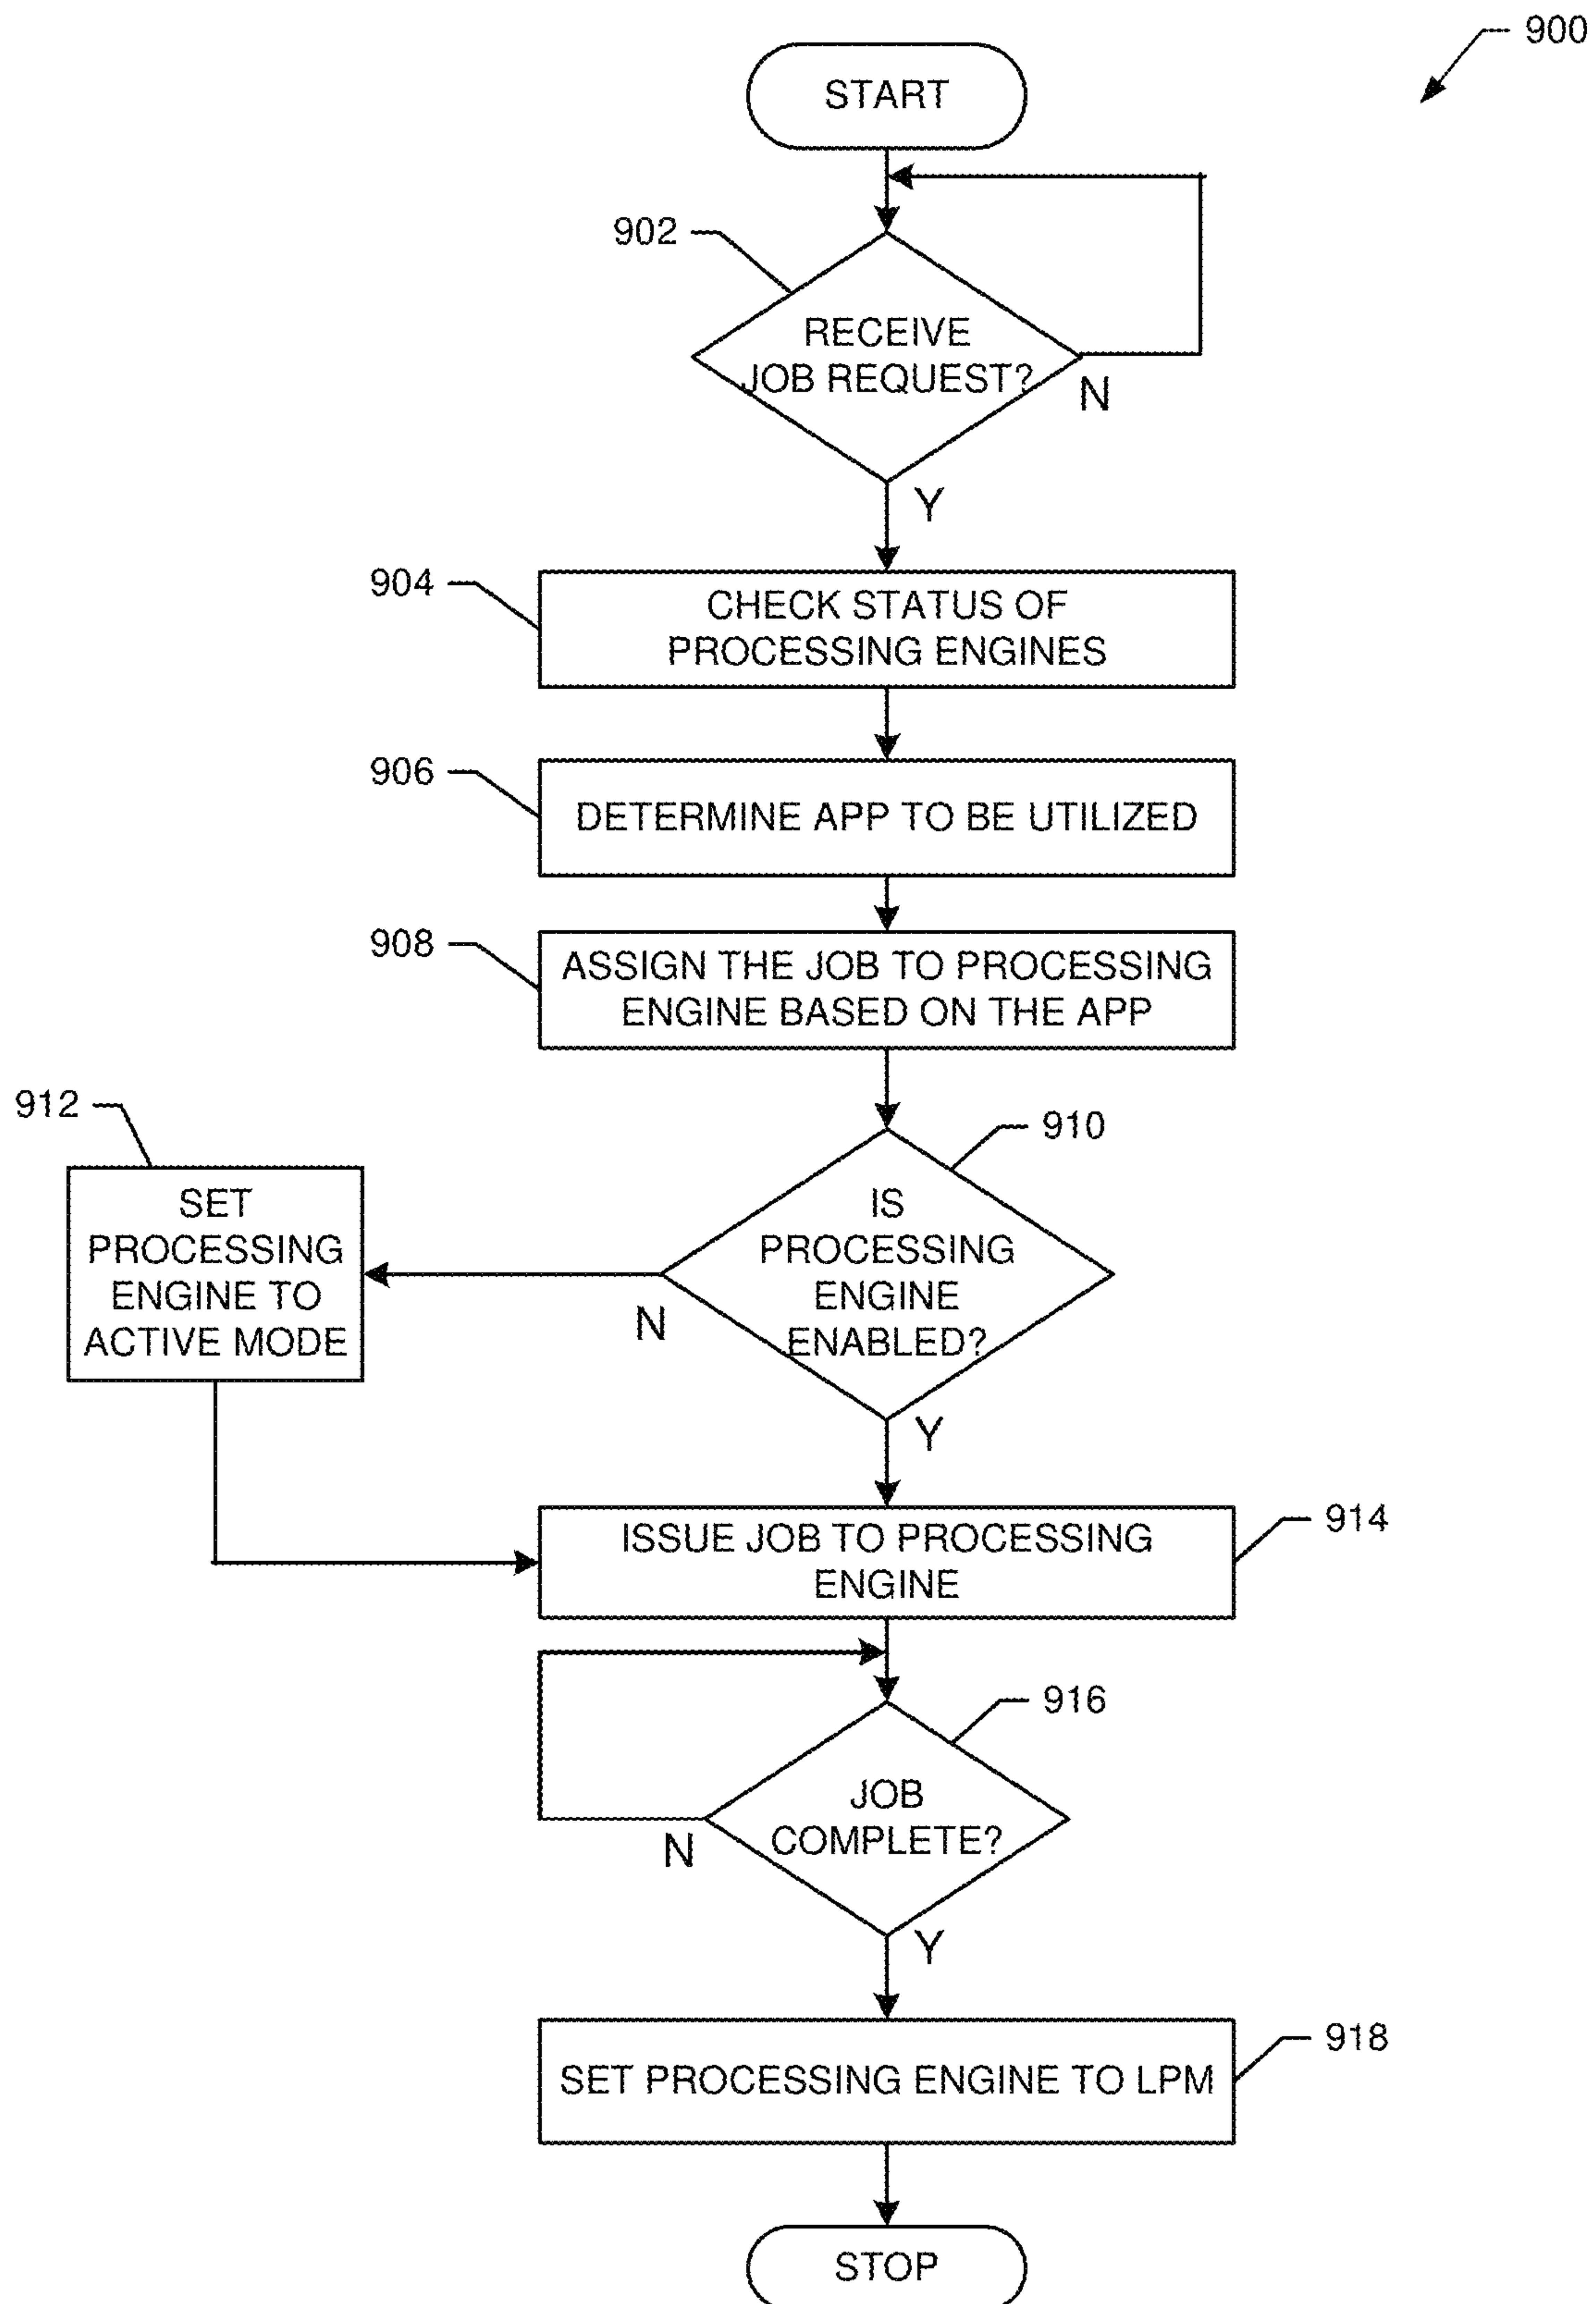 900
START
902
RECEIVE
JOB REQUEST?
N
Y
904
CHECK STATUS OF
PROCESSING ENGINES
906
DETERMINE APP TO BE UTILIZED
908
ASSIGN THE JOB TO PROCESSING
ENGINE BASED ON THE APP
912
SET
PROCESSING
ENGINE TO
ACTIVE MODE
910
IS
PROCESSING
ENGINE
ENABLED?
N
Y
ISSUE JOB TO PROCESSING
ENGINE
914
916
JOB
COMPLETE?
N
Y
SET PROCESSING ENGINE TO LPM
918
STOP